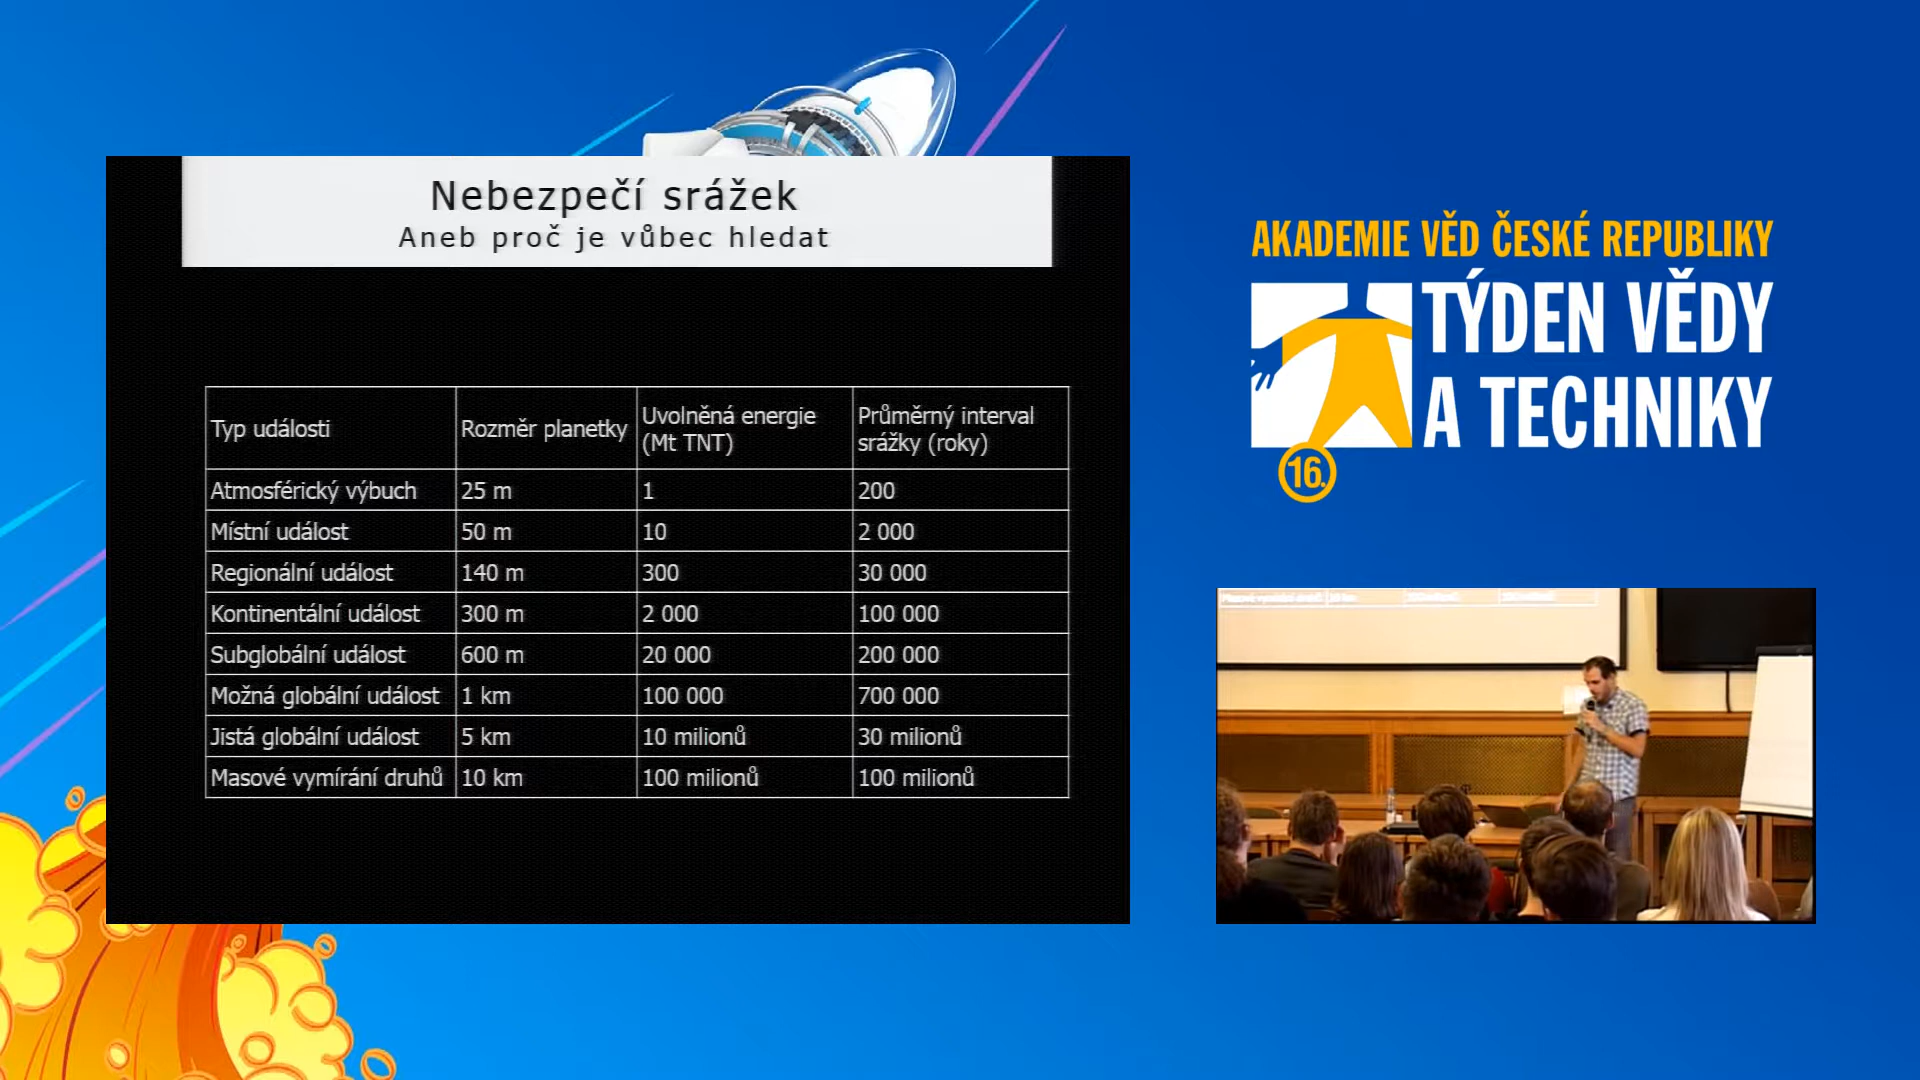 Nebezpečí srážek
Aneb proč je vůbec hledat
Typ události Rozměr planetky Uvolněná energie (Mt TNT) Průměrný interval srážky (roky)
Atmosférický výbuch 25 m 1 200
Místní událost 50 m 10 2 000
Regionální událost 140 m 300 30 000
Kontinentální událost 300 m 2 000 100 000
Subglobální událost 600 m 20 000 200 000
Možná globální událost 1 km 100 000 700 000
Jistá globální událost 5 km 10 milionů 30 milionů
Masové vymírání druhů 10 km 100 milionů 100 milionů
AKADEMIE VĚD ČESKÉ REPUBLIKY
TÝDEN VĚDY
A TECHNIKY
16.